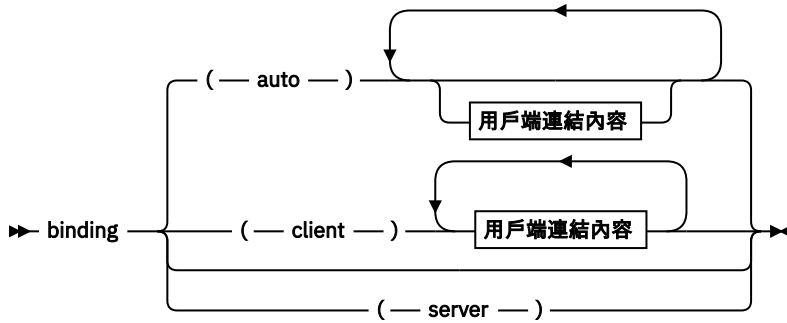 ( auto )
用戶端連結內容
binding ( client ) 用戶端連結內容
( server )